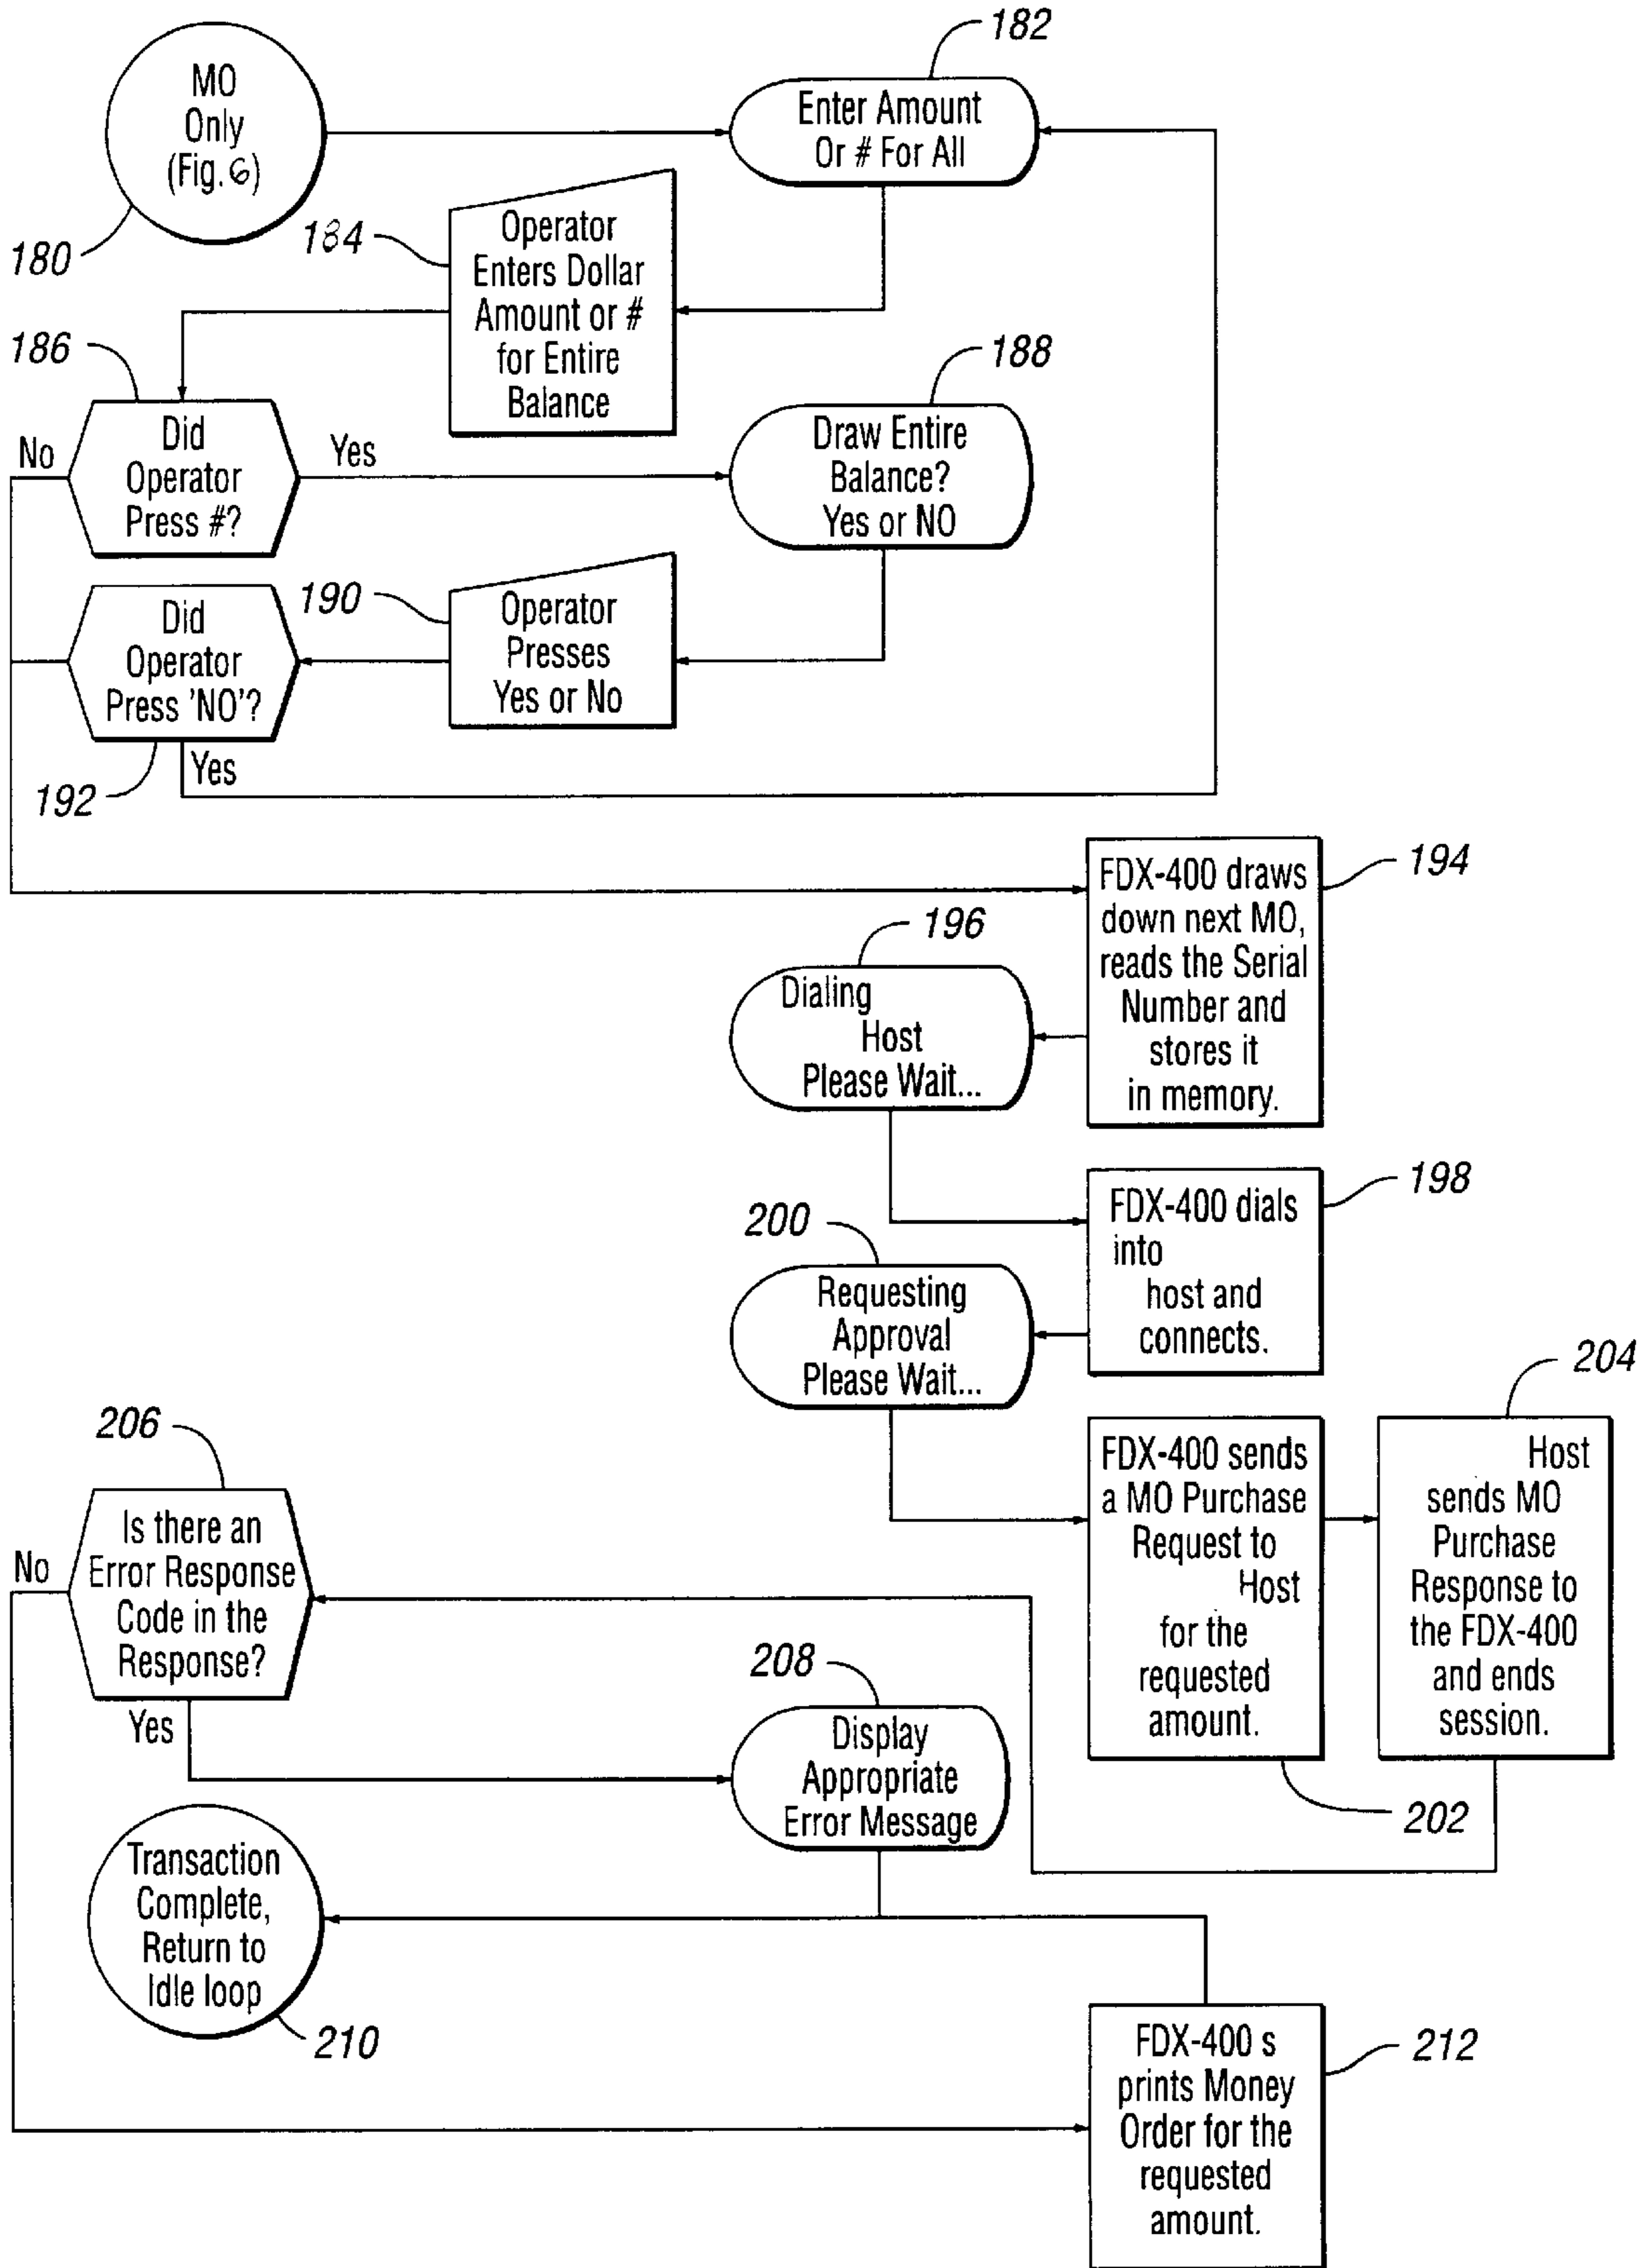 182
MO
Only
(Fig. 6)
180
Enter Amount
Or # For All
184
Operator
Enters Dollar
Amount or #
for Entire
Balance
186
Did
Operator
Press #?
No
Yes
188
Draw Entire
Balance?
Yes or NO
190
Operator
Presses
Yes or No
Did
Operator
Press 'NO'?
192
Yes
FDX-400 draws
down next MO,
reads the Serial
Number and
stores it
in memory.
194
196
Dialing
Host
Please Wait...
FDX-400 dials
into
host and
connects.
198
200
Requesting
Approval
Please Wait...
FDX-400 sends
a MO Purchase
Request to
Host
for the
requested
amount.
202
204
Host
sends MO
Purchase
Response to
the FDX-400
and ends
session.
206
Is there an
Error Response
Code in the
Response?
No
Yes
208
Display
Appropriate
Error Message
Transaction
Complete,
Return to
Idle loop
210
FDX-400 s
prints Money
Order for the
requested
amount.
212